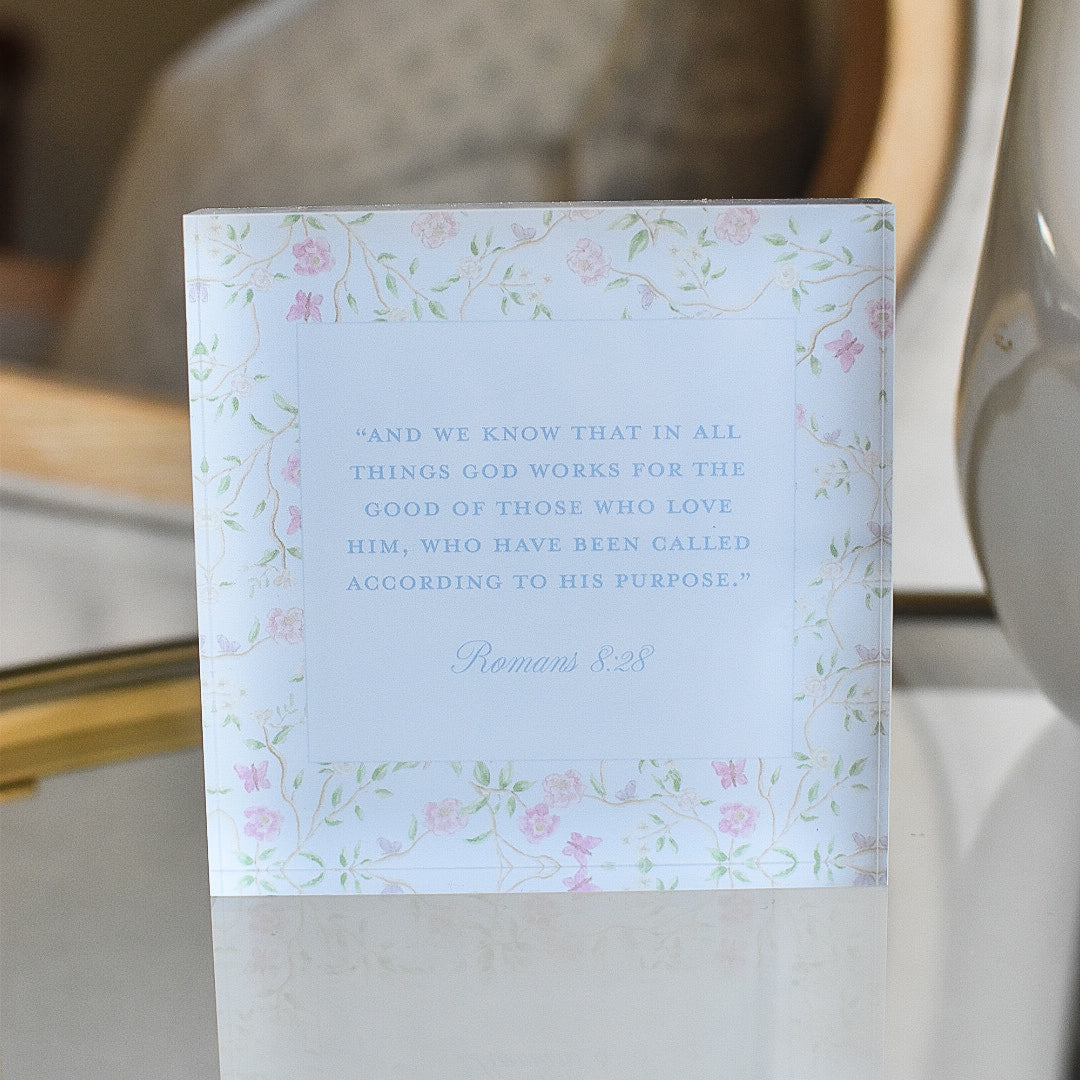 “AND WE KNOW THAT IN ALL
THINGS GOD WORKS FOR THE
GOOD OF THOSE WHO LOVE
HIM, WHO HAVE BEEN CALLED
ACCORDING TO HIS PURPOSE.”
Romans 8:28